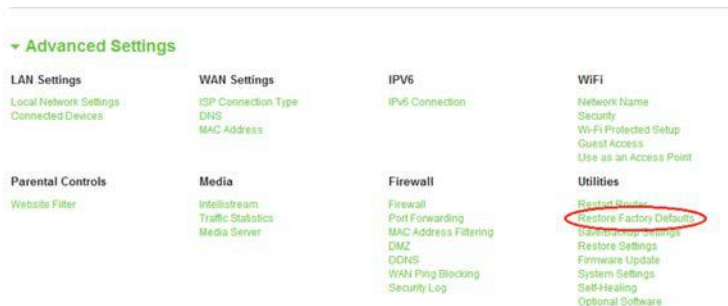 Advanced Settings
LAN Settings
Local Network Settings
Connected Devices
WAN Settings
ISP Connection Type
DNS
MAC Address
IPV6
IPv6 Connection
WiFi
Network Name
Security
Wi-Fi Protected Setup
Guest Access
Use as an Access Point
Parental Controls
Website Filter
Media
Intellistream
Traffic Statistics
Media Server
Firewall
Firewall
Port Forwarding
MAC Address Filtering
DMZ
DDNS
WAN Ping Blocking
Security Log
Utilities
Restart Router
Restore Factory Defaults
Save/Backup Settings
Restore Settings
Firmware Update
System Settings
Self-Healing
Optional Software